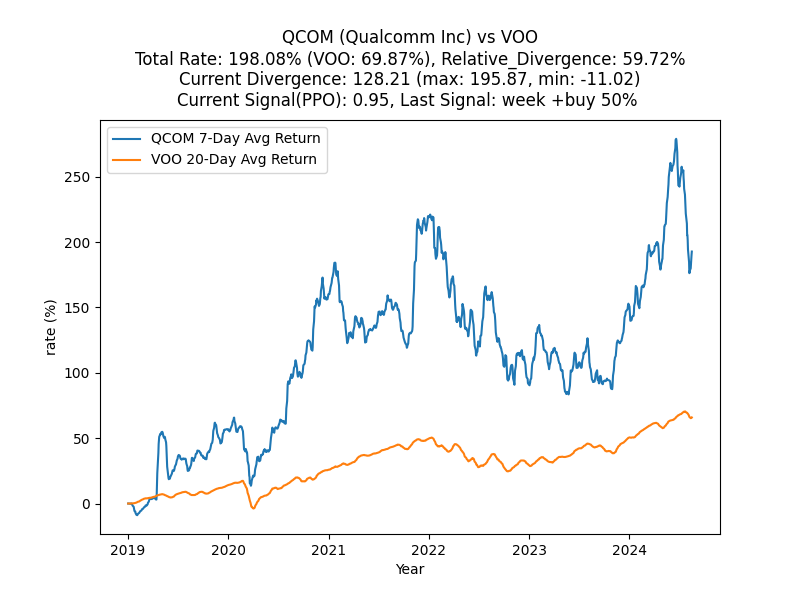 QCOM (Qualcomm Inc) vs VOO
Total Rate: 198.08% (VOO: 69.87%), Relative_Divergence: 59.72%
Current Divergence: 128.21 (max: 195.87, min: -11.02)
Current Signal(PPO): 0.95, Last Signal: week +buy 50%
QCOM 7-Day Avg Return
VOO 20-Day Avg Return
rate (%)
250
200
150
100
50
0
2019 2020 2021 2022 2023 2024
Year